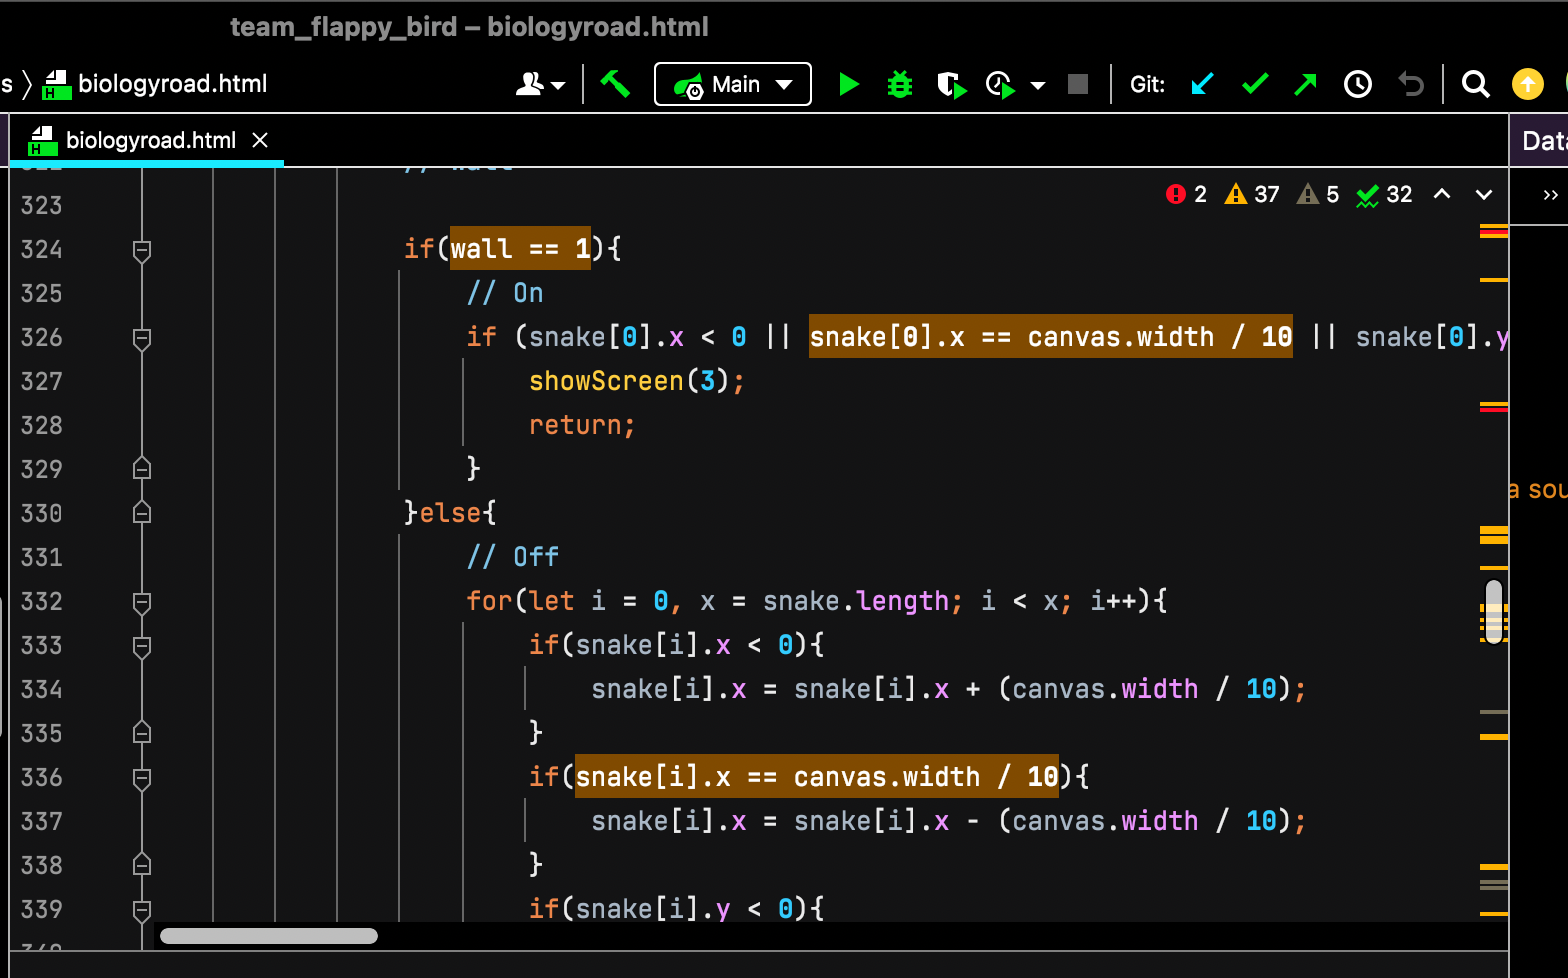 team_flappy_bird – biologyroad.html
s biologyroad.html Main Git:
biologyroad.html
323
2 37 5 32
324 if(wall == 1){
325 // On
326 if (snake[0].x < 0 || snake[0].x == canvas.width / 10 || snake[0].y
327 showScreen(3);
328 return;
329 }
330 }else{
331 // Off
332 for(let i = 0, x = snake.length; i < x; i++){
333 if(snake[i].x < 0){
334 snake[i].x = snake[i].x + (canvas.width / 10);
335 }
336 if(snake[i].x == canvas.width / 10){
337 snake[i].x = snake[i].x - (canvas.width / 10);
338 }
339 if(snake[i].y < 0){